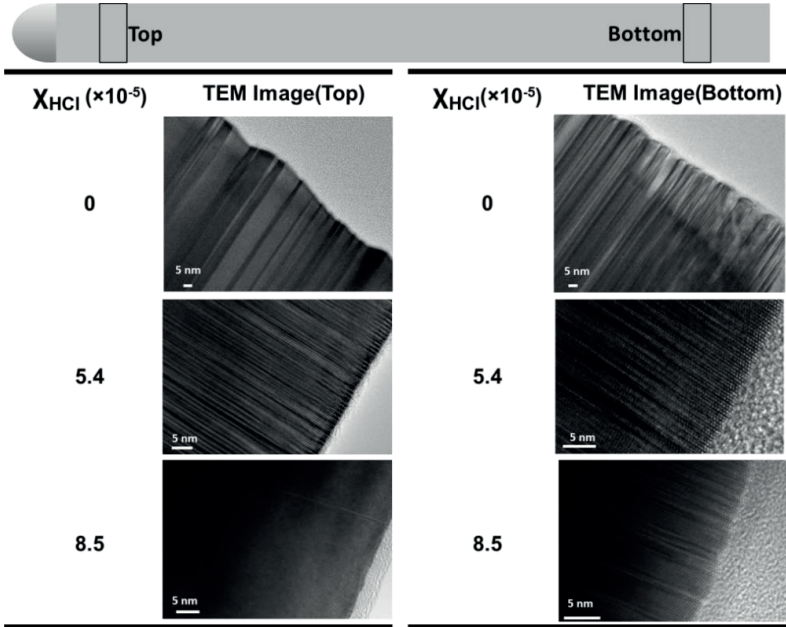 Top
Bottom
XHCl (×10-5)
TEM Image(Top)
XHCl(×10-5)
TEM Image(Bottom)
0
5 nm
0
5 nm
5.4
5 nm
5.4
5 nm
8.5
5 nm
8.5
5 nm